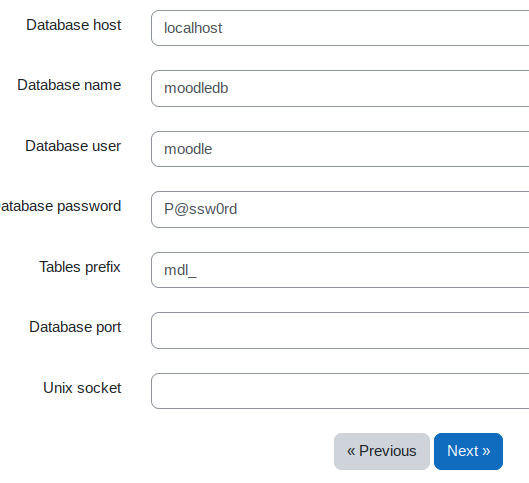 Database host localhost
Database name moodledb
Database user moodle
atabase password P@ssw0rd
Tables prefix mdl_
Database port
Unix socket
« Previous Next »